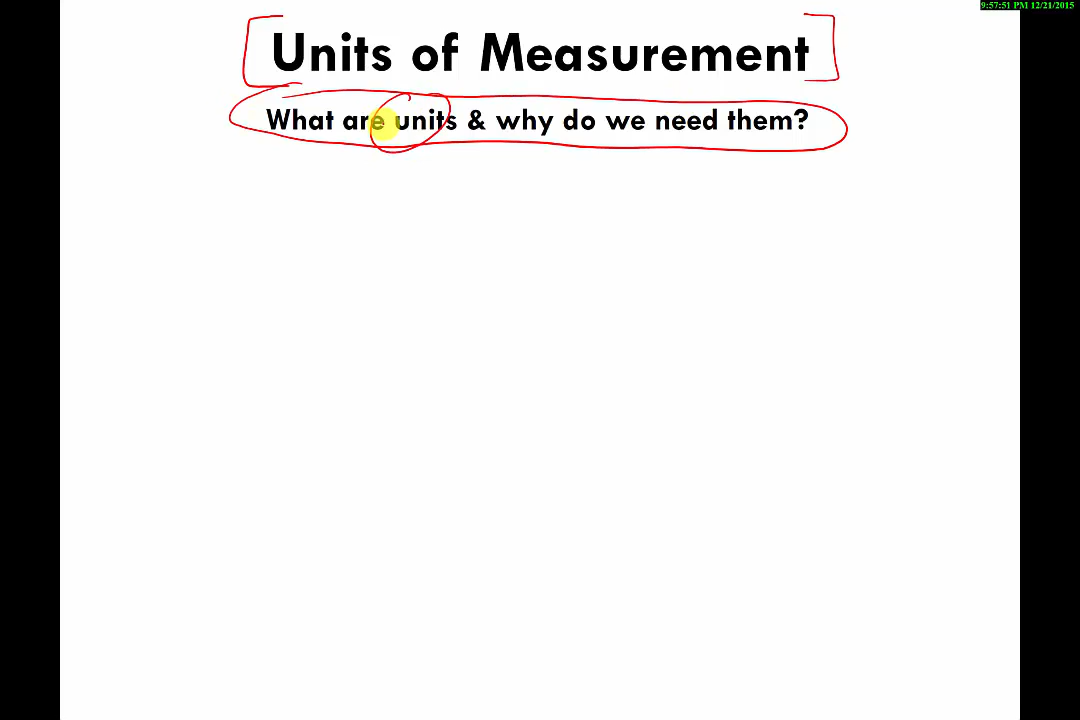 9:57:51 PM 12/21/2015
Units of Measurement
What are units & why do we need them?